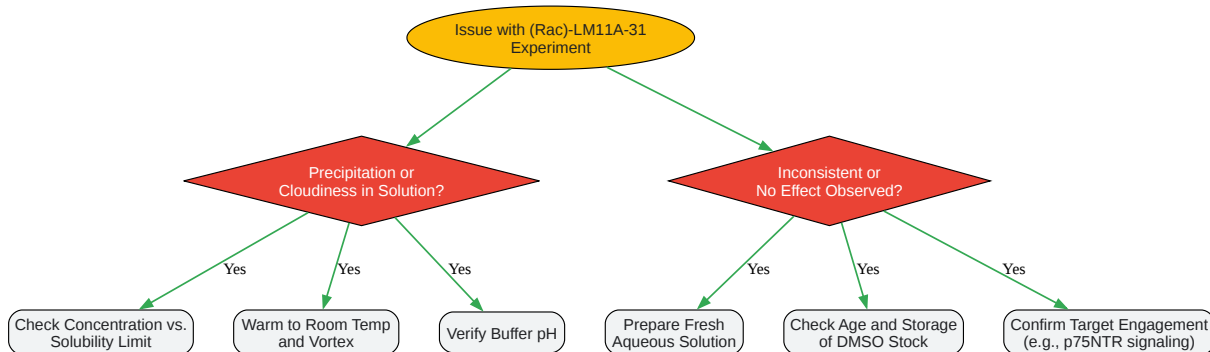 Issue with (Rac)-LM11A-31
Experiment
Precipitation or
Cloudiness in Solution?
Inconsistent or
No Effect Observed?
Yes
Yes
Yes
Yes
Yes
Yes
Check Concentration vs.
Solubility Limit
Warm to Room Temp
and Vortex
Verify Buffer pH
Prepare Fresh
Aqueous Solution
Check Age and Storage
of DMSO Stock
Confirm Target Engagement
(e.g., p75NTR signaling)